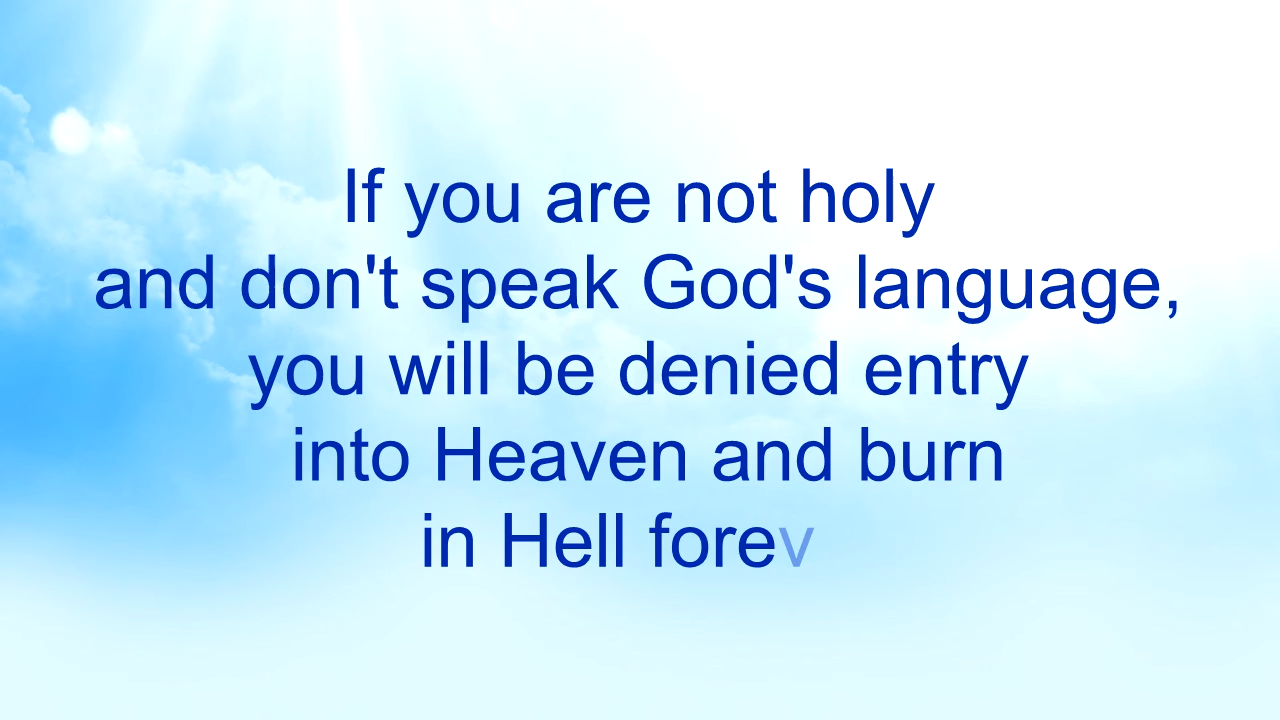 If you are not holy
and don't speak God's language,
you will be denied entry
into Heaven and burn
in Hell forev